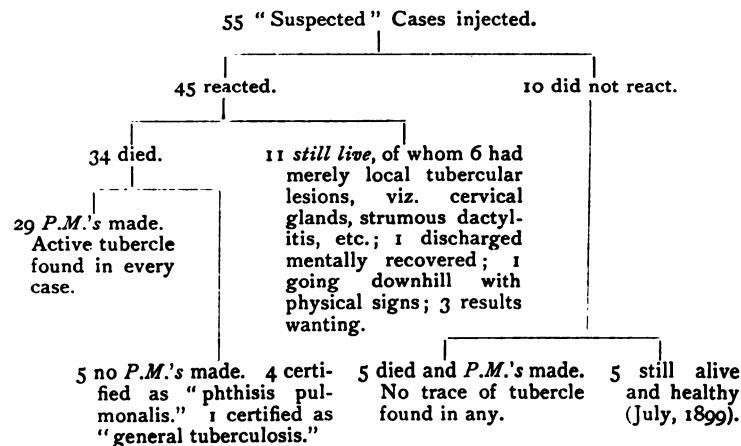 55 "Suspected" Cases injected.
45 reacted.
10 did not react.
34 died.
11 still live, of whom 6 had
merely local tubercular
lesions, viz. cervical
glands, strumous dactyl-
itis, etc.; 1 discharged
mentally recovered; 1
going downhill with
physical signs; 3 results
wanting.
29 P.M.'s made.
Active tubercle
found in every
case.
5 no P.M.'s made. 4 certi-
fied as "phthisis pul-
monalis." 1 certified as
"general tuberculosis."
5 died and P.M.'s made.
No trace of tubercle
found in any.
5 still alive
and healthy
(July, 1899).